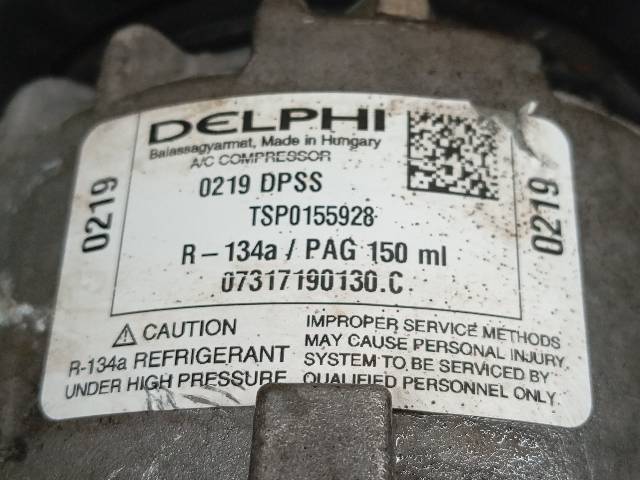 DELPHI
Balassagyarmat, Made in Hungary
A/C COMPRESSOR
0219 DPSS
TSP0155928
R-134a / PAG 150 ml
07317190130.C
0219
0219
⚠ CAUTION
R-134a REFRIGERANT
UNDER HIGH PRESSURE
IMPROPER SERVICE METHODS
MAY CAUSE PERSONAL INJURY.
SYSTEM TO BE SERVICED BY
QUALIFIED PERSONNEL ONLY.